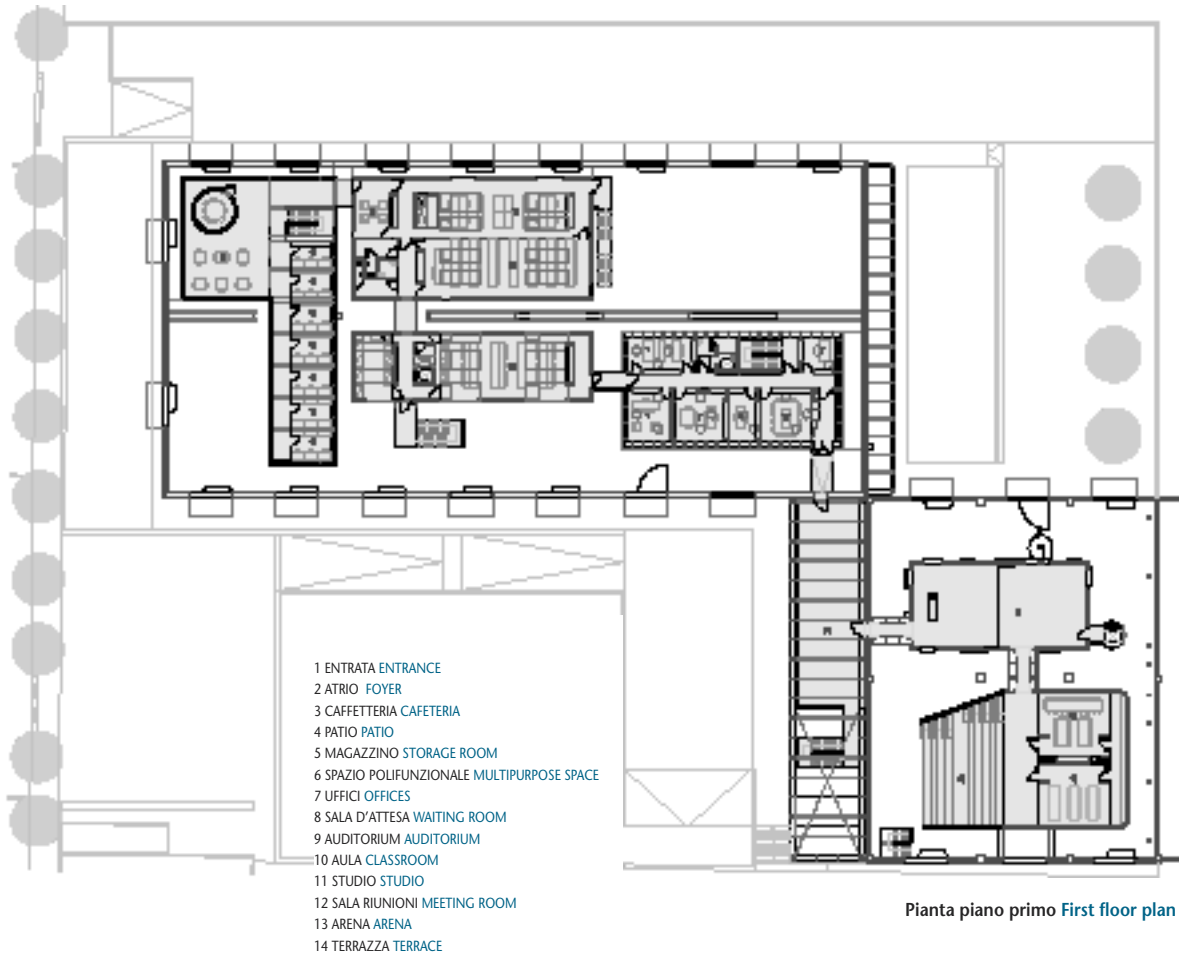 1 ENTRATA ENTRANCE
2 ATRIO FOYER
3 CAFFETTERIA CAFETERIA
4 PATIO PATIO
5 MAGAZZINO STORAGE ROOM
6 SPAZIO POLIFUNZIONALE MULTIPURPOSE SPACE
7 UFFICI OFFICES
8 SALA D'ATTESA WAITING ROOM
9 AUDITORIUM AUDITORIUM
10 AULA CLASSROOM
11 STUDIO STUDIO
12 SALA RIUNIONI MEETING ROOM
13 ARENA ARENA
14 TERRAZZA TERRACE
Pianta piano primo First floor plan